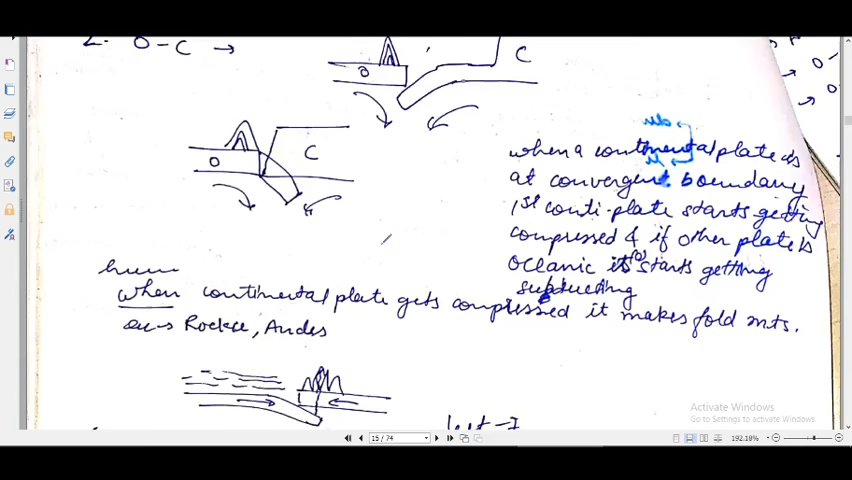 2. O-C →
O
C
O-
O
O
C
when a continental plate is
at convergent boundary
1st conti-plate starts getting
compressed & if other plate is
oceanic it starts getting
subducting
when continental plate gets compressed it makes fold mts.
ex → Rockie, Andes
Activate Windows
Go to Settings to activate Windows.
15 / 74
192.18%